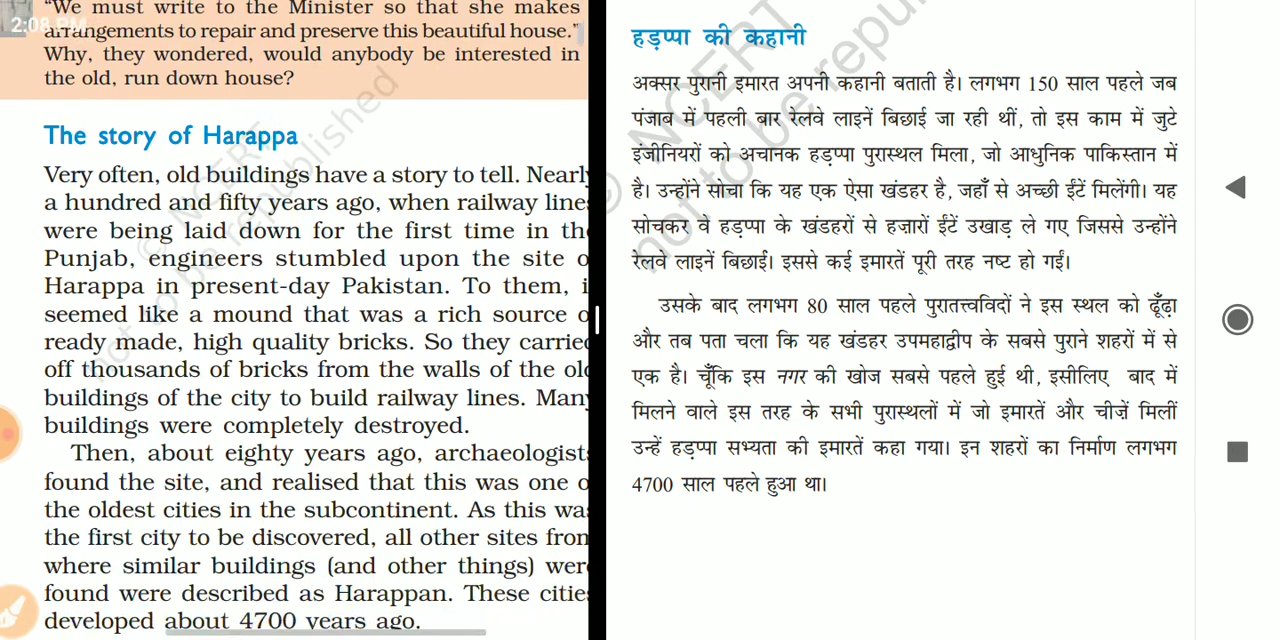 2:08 PM
"We must write to the Minister so that she makes
arrangements to repair and preserve this beautiful house."
Why, they wondered, would anybody be interested in
the old, run down house?
The story of Harappa
Very often, old buildings have a story to tell. Nearly
a hundred and fifty years ago, when railway lines
were being laid down for the first time in the
Punjab, engineers stumbled upon the site o
Harappa in present-day Pakistan. To them, i
seemed like a mound that was a rich source o
ready made, high quality bricks. So they carried
off thousands of bricks from the walls of the old
buildings of the city to build railway lines. Many
buildings were completely destroyed.
Then, about eighty years ago, archaeologists
found the site, and realised that this was one o
the oldest cities in the subcontinent. As this was
the first city to be discovered, all other sites from
where similar buildings (and other things) were
found were described as Harappan. These cities
developed about 4700 years ago.
© NCERT
not to be republished
हड़प्पा की कहानी
अक्सर पुरानी इमारत अपनी कहानी बताती है। लगभग 150 साल पहले जब
पंजाब में पहली बार रेलवे लाइनें बिछाई जा रही थीं, तो इस काम में जुटे
इंजीनियरों को अचानक हड़प्पा पुरास्थल मिला, जो आधुनिक पाकिस्तान में
है। उन्होंने सोचा कि यह एक ऐसा खंडहर है, जहाँ से अच्छी ईंटें मिलेंगी। यह
सोचकर वे हड़प्पा के खंडहरों से हज़ारों ईंटें उखाड़ ले गए जिससे उन्होंने
रेलवे लाइनें बिछाईं। इससे कई इमारतें पूरी तरह नष्ट हो गईं।
उसके बाद लगभग 80 साल पहले पुरातत्त्वविदों ने इस स्थल को ढूँढ़ा
और तब पता चला कि यह खंडहर उपमहाद्वीप के सबसे पुराने शहरों में से
एक है। चूँकि इस नगर की खोज सबसे पहले हुई थी, इसीलिए बाद में
मिलने वाले इस तरह के सभी पुरास्थलों में जो इमारतें और चीज़ें मिलीं
उन्हें हड़प्पा सभ्यता की इमारतें कहा गया। इन शहरों का निर्माण लगभग
4700 साल पहले हुआ था।
© NCERT
not to be repu